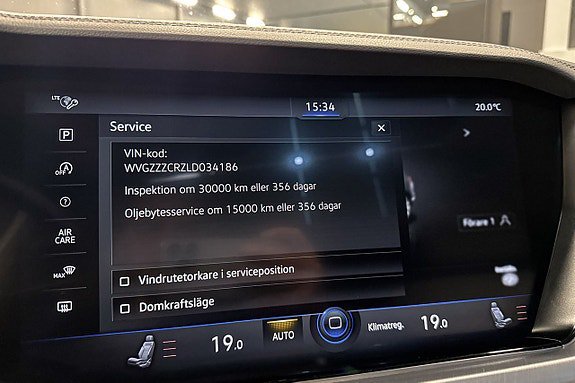 LTE
15:34
20.0°C
Service
VIN-kod:
WVGZZZCRZLD034186
Inspektion om 30000 km eller 356 dagar
Oljebytesservice om 15000 km eller 356 dagar
Vindrutetorkare i serviceposition
Domkraftsläge
P
OFF
AIR
CARE
MAX
Förare 1
19.0
AUTO
Klimatreg.
19.0